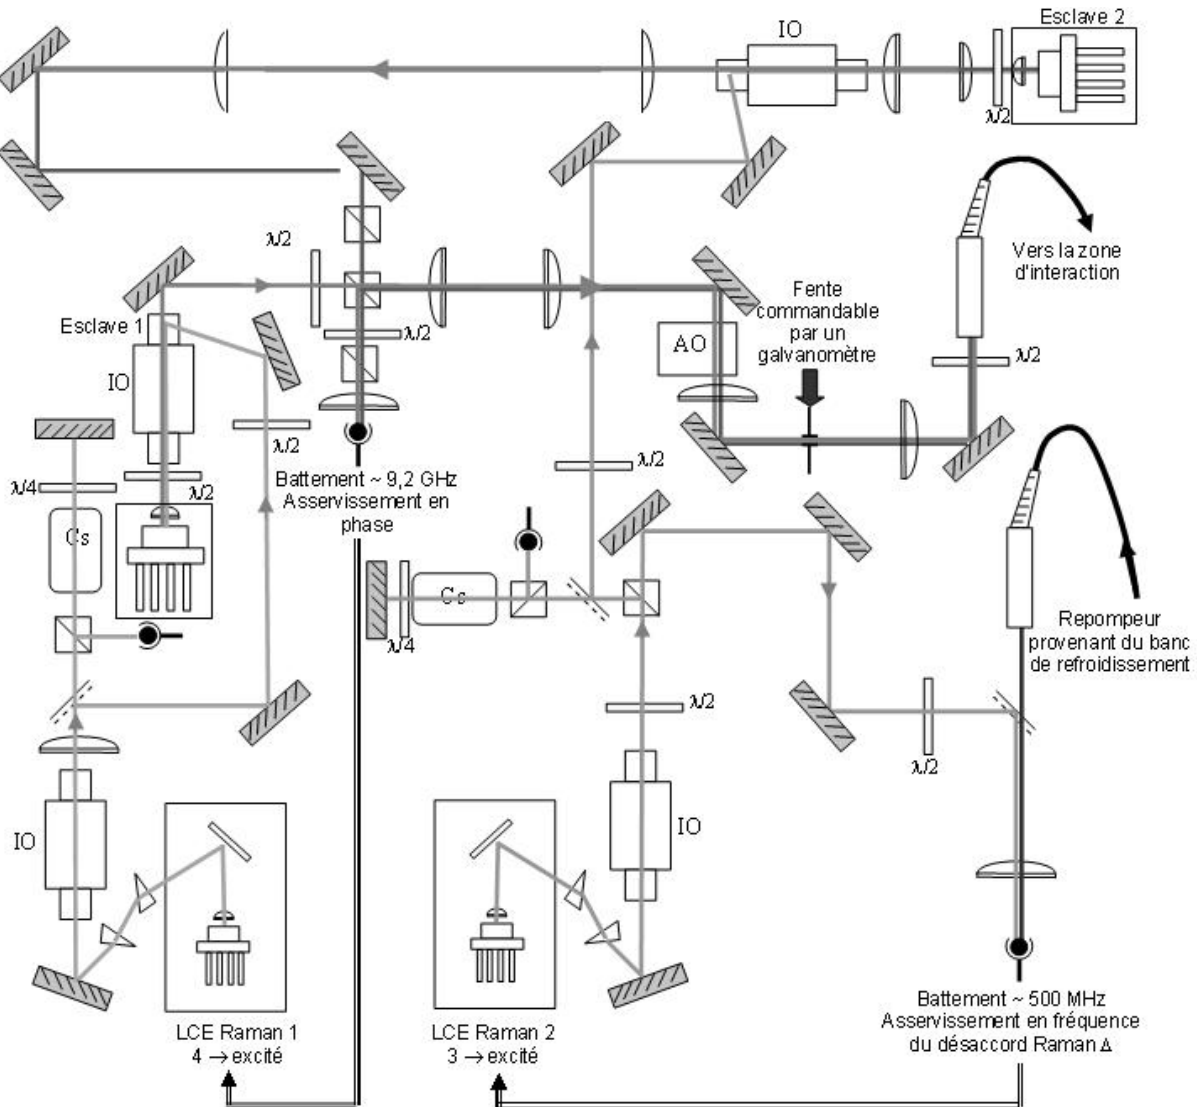 Esclave 2
IO
λ/2
λ/2
Vers la zone
d'interaction
Fente
commandable
par un
galvanomètre
Esclave 1
λ/2
AO
λ/2
IO
λ/2
λ/2
λ/4
λ/2
Battement ~ 9,2 GHz
Asservissement en
phase
Cs
Cs
Repompeur
provenant du banc
de refroidissement
λ/4
λ/2
λ/2
IO
IO
LCE Raman 1
4 → excité
LCE Raman 2
3 → excité
Battement ~ 500 MHz
Asservissement en fréquence
du désaccord Raman Δ